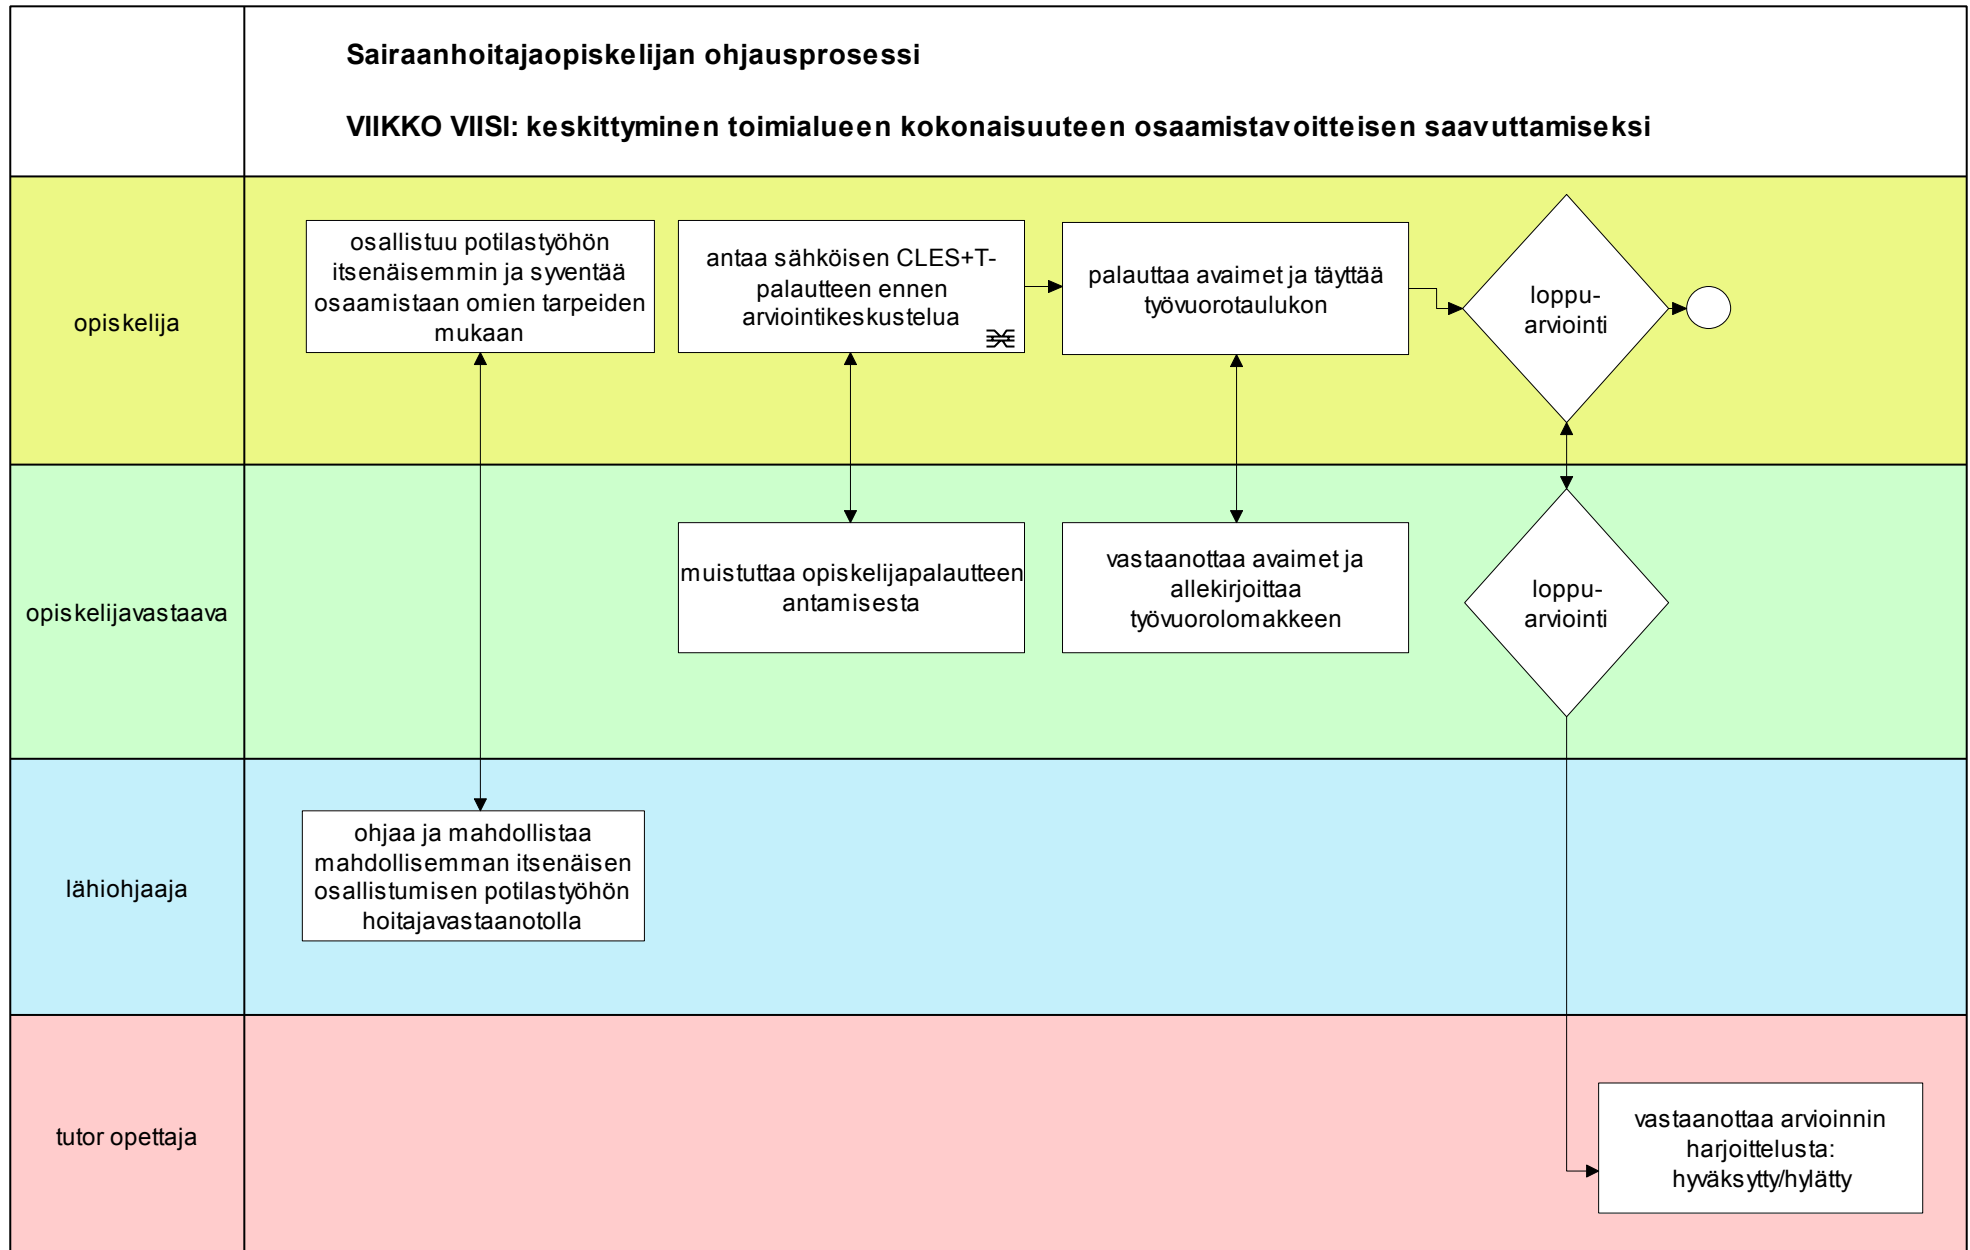 Sairaanhoitajaopiskelijan ohjausprosessi
VIIKKO VIISI: keskittyminen toimialueen kokonaisuuteen osaamistavoitteisen saavuttamiseksi
opiskelija
osallistuu potilastyöhön
itsenäisemmin ja syventää
osaamistaan omien tarpeiden
mukaan
antaa sähköisen CLES+T-
palautteen ennen
arviointikeskustelua
palauttaa avaimet ja täyttää
työvuorotaulukon
loppu-
arviointi
opiskelijavastaava
muistuttaa opiskelijapalautteen
antamisesta
vastaanottaa avaimet ja
allekirjoittaa
työvuorolomakkeen
loppu-
arviointi
lähiohjaaja
ohjaa ja mahdollistaa
mahdollisemman itsenäisen
osallistumisen potilastyöhön
hoitajavastaanotolla
tutor opettaja
vastaanottaa arvioinnin
harjoittelusta:
hyväksytty/hylätty